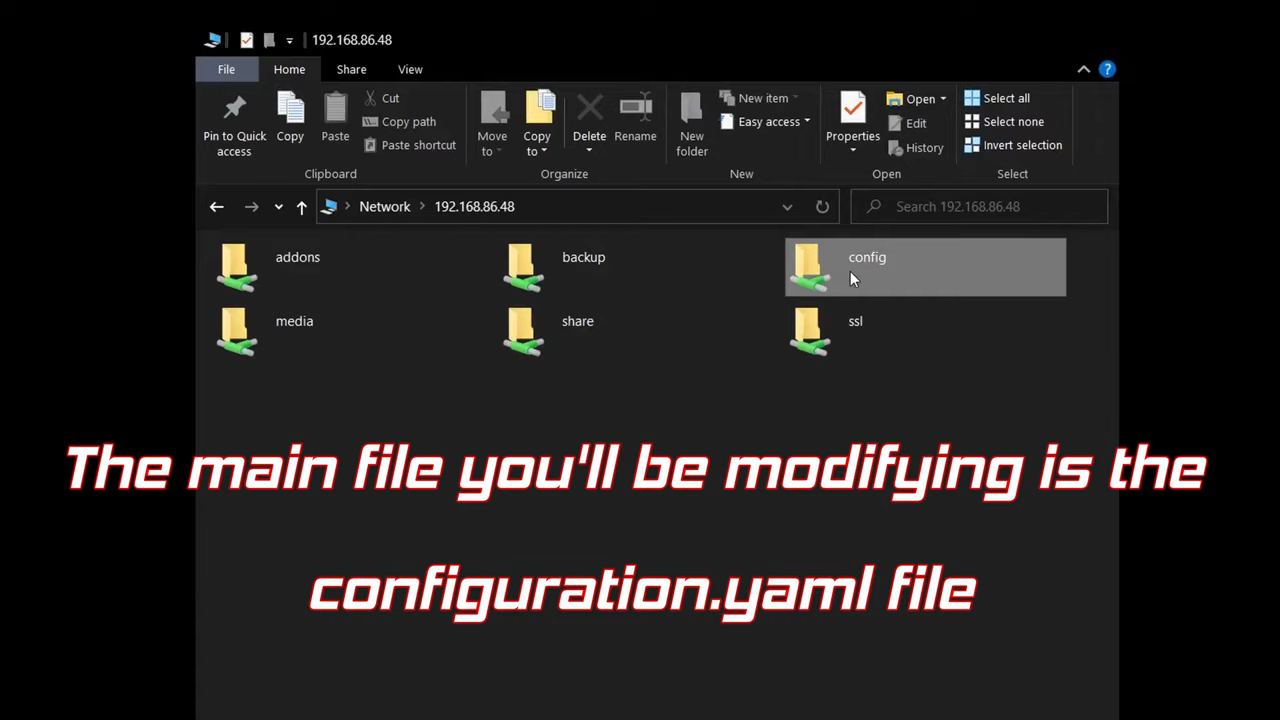 192.168.86.48
File Home Share View
Pin to Quick access
Copy
Paste
Cut
Copy path
Paste shortcut
Clipboard
Move to
Copy to
Delete
Rename
Organize
New folder
New item
Easy access
New
Properties
Open
Edit
History
Open
Select all
Select none
Invert selection
Select
Network 192.168.86.48
Search 192.168.86.48
addons backup config
media share ssl
The main file you'll be modifying is the
configuration.yaml file